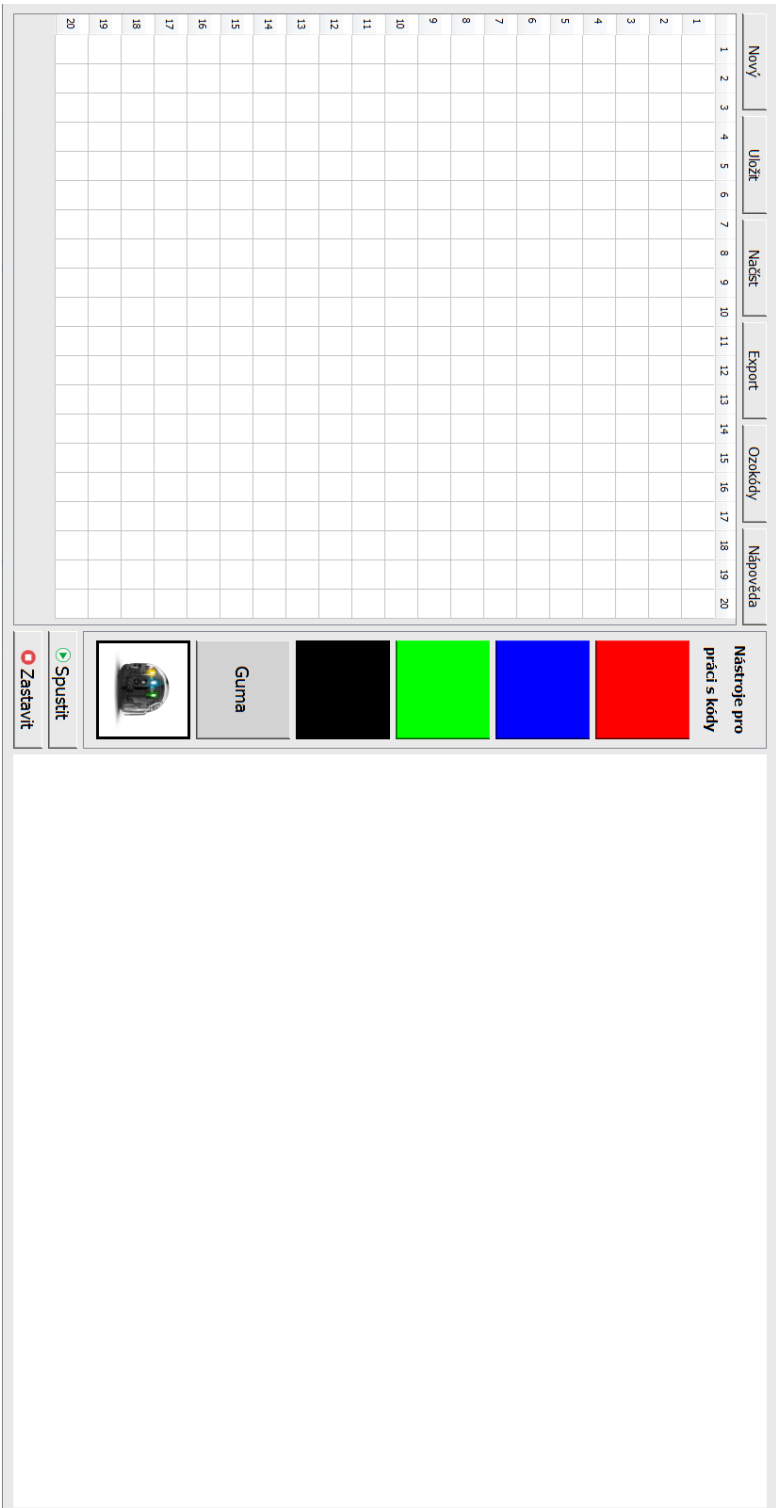 Nový
Uložit
Načíst
Export
Ozokódy
Nápověda
1 2 3 4 5 6 7 8 9 10 11 12 13 14 15 16 17 18 19 20
1
2
3
4
5
6
7
8
9
10
11
12
13
14
15
16
17
18
19
20
Nástroje pro
práci s kódy
Guma
Spustit
Zastavit